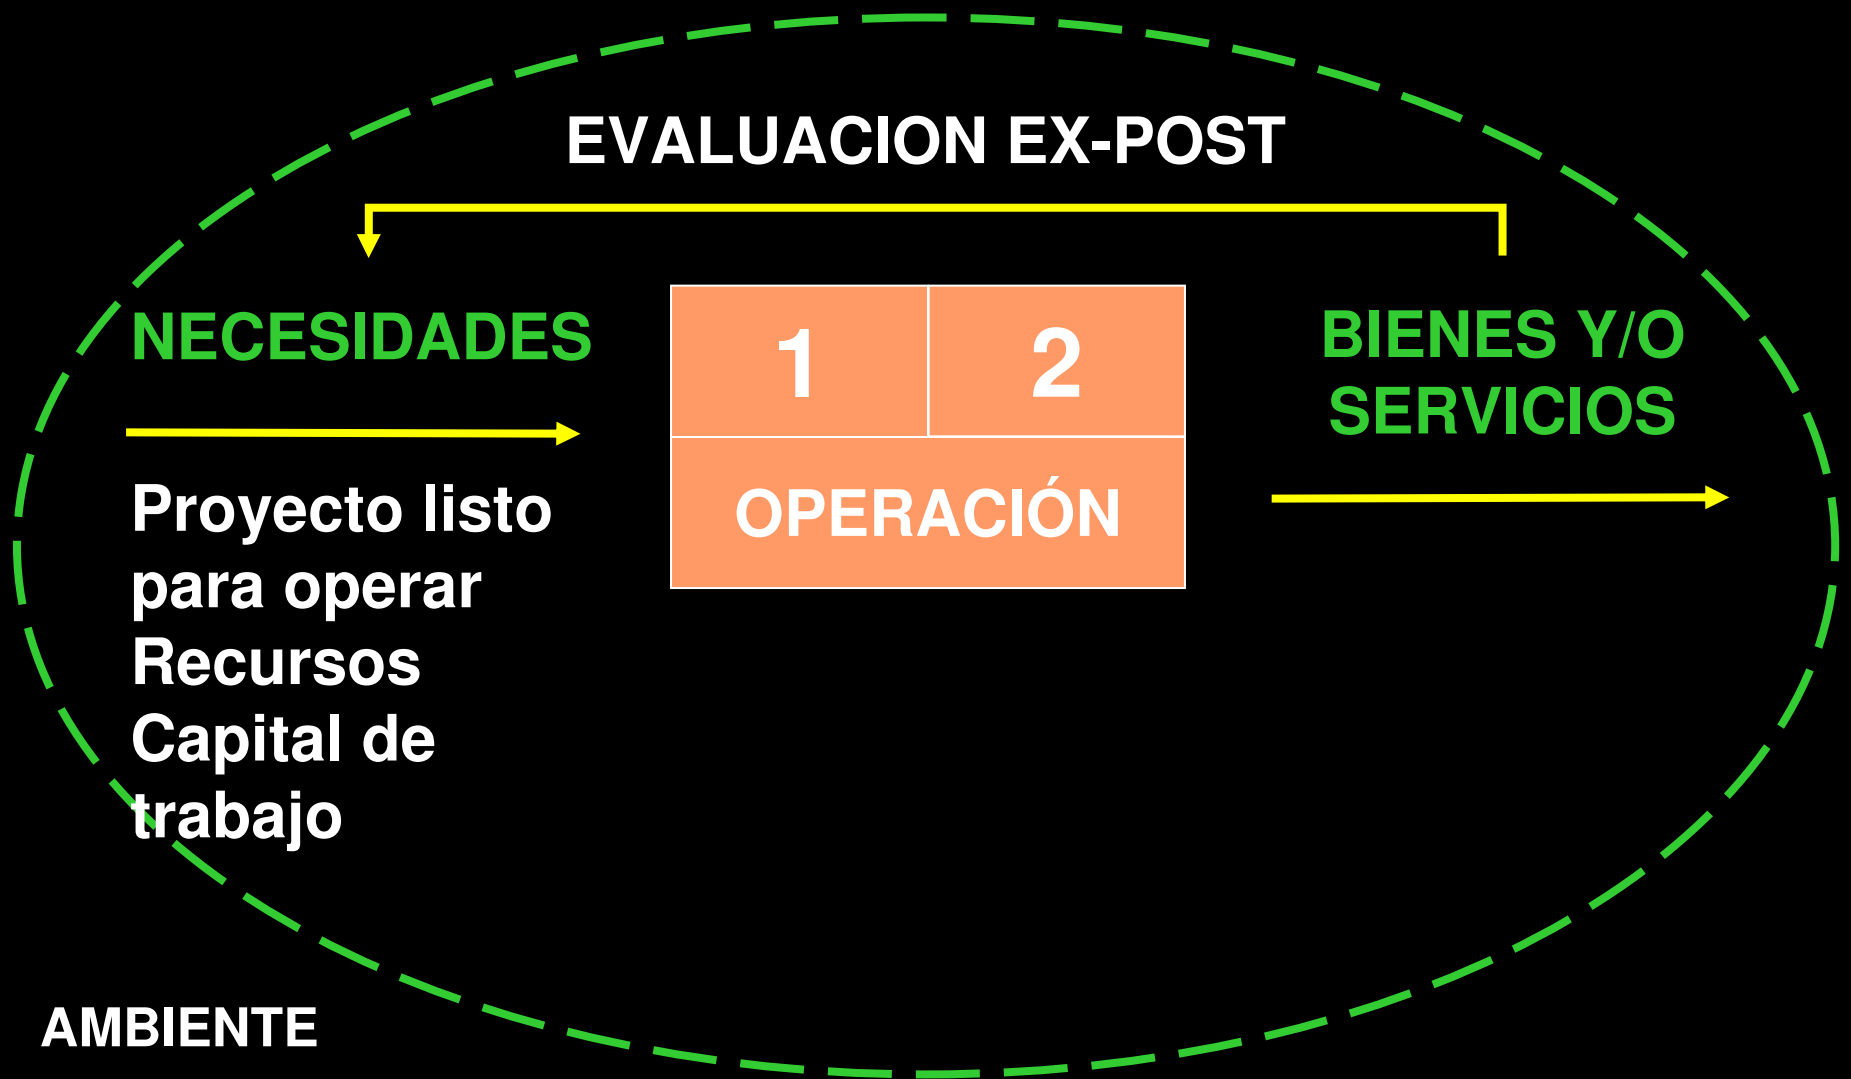 EVALUACION EX-POST
NECESIDADES
Proyecto listo
para operar
Recursos
Capital de
trabajo
1 2
OPERACIÓN
BIENES Y/O
SERVICIOS
AMBIENTE